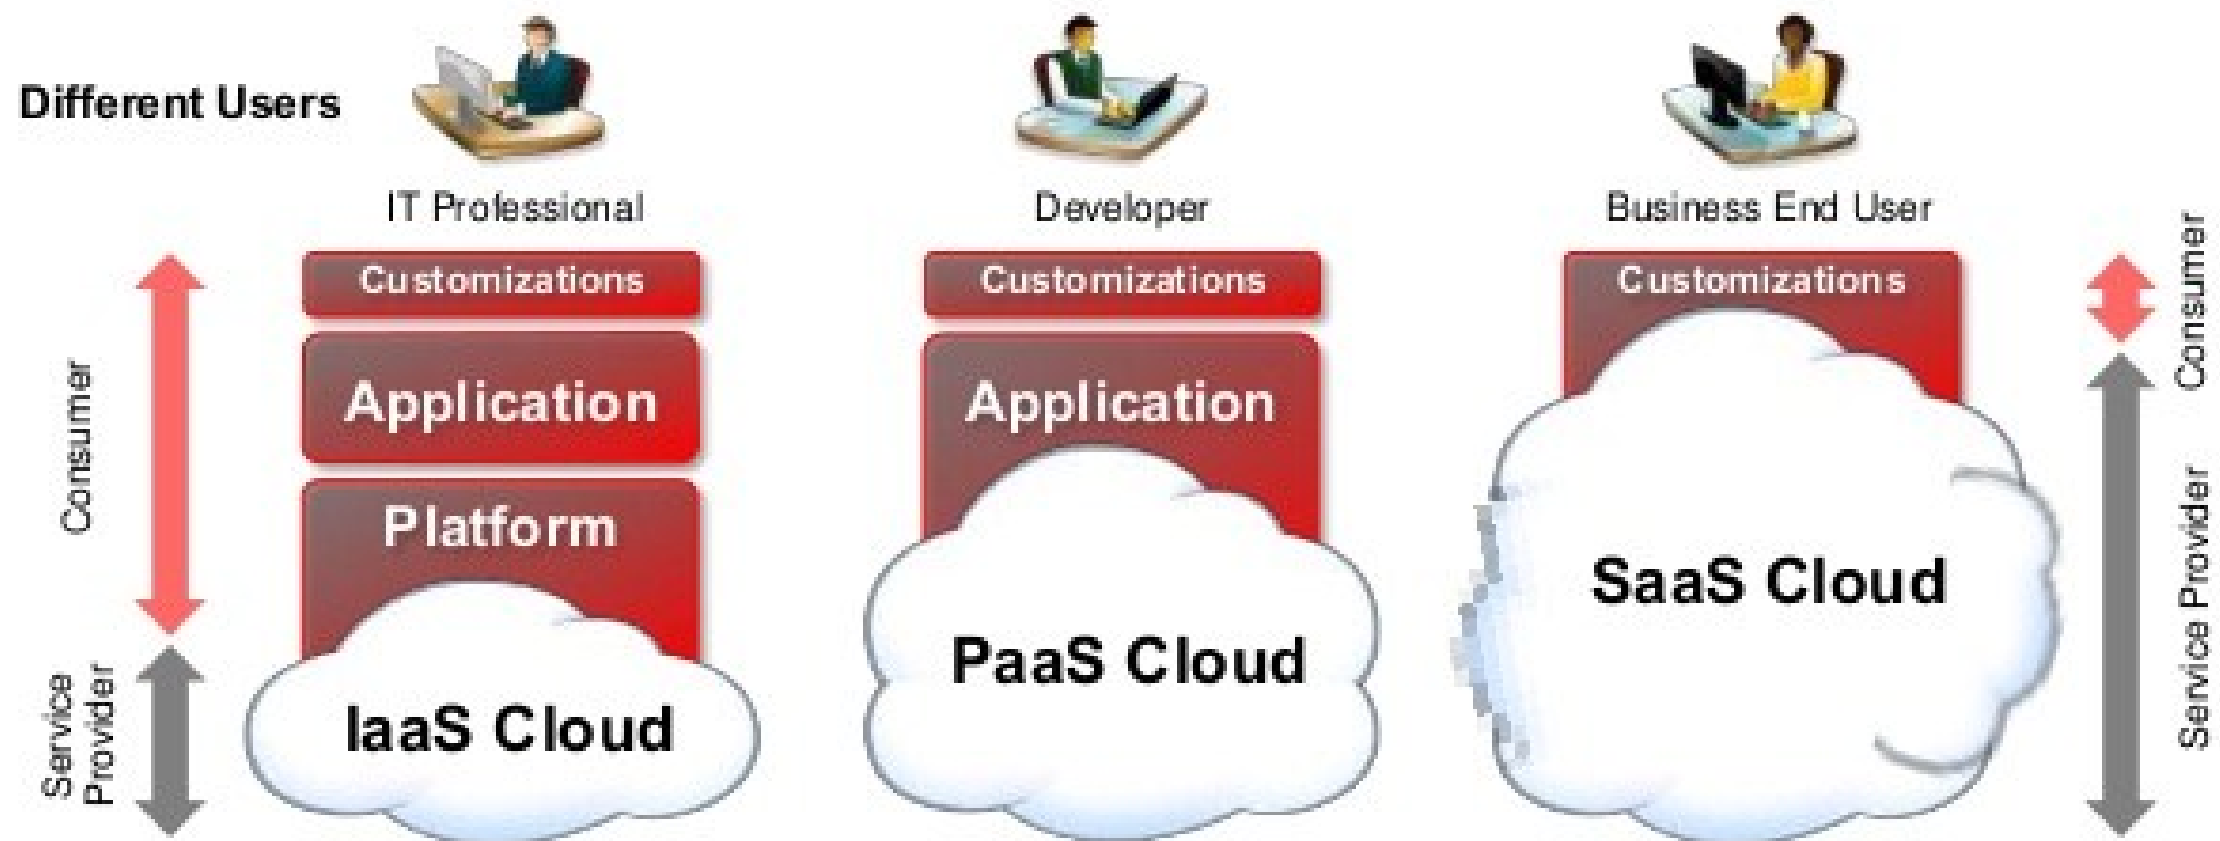 Different Users
IT Professional
Developer
Business End User
Customizations
Application
Platform
IaaS Cloud
Customizations
Application
PaaS Cloud
Customizations
SaaS Cloud
Consumer
Service
Provider
Consumer
Service Provider